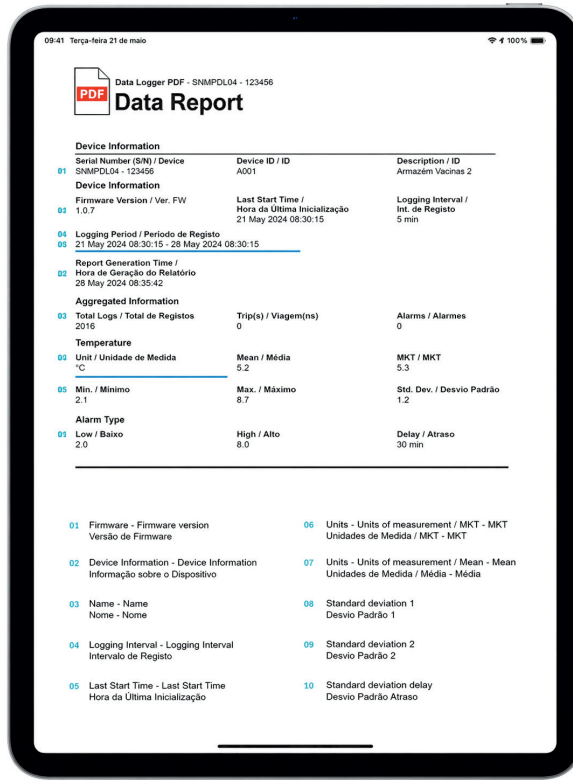 09:41 Terça-feira 21 de maio
100%
PDF
Data Logger PDF - SNMPDL04 - 123456
Data Report
Device Information
Serial Number (S/N) / Device
Device ID / ID
Description / ID
01 SNMPDL04 - 123456
A001
Armazém Vacinas 2
Device Information
Firmware Version / Ver. FW
Last Start Time /
Hora da Última Inicialização
Logging Interval /
Int. de Registo
1.0.7
21 May 2024 08:30:15
5 min
04 Logging Period / Periodo de Registo
21 May 2024 08:30:15 - 28 May 2024 08:30:15
Report Generation Time /
02 Hora de Geração do Relatório
28 May 2024 08:35:42
Aggregated Information
03 Total Logs / Total de Registos
Trip(s) / Viagem(ns)
Alarms / Alarmes
2016
0
0
Temperature
Unit / Unidade de Medida
Mean / Média
MKT / MKT
°C
5.2
5.3
05 Min. / Mínimo
Max. / Máximo
Std. Dev. / Desvio Padrão
2.1
8.7
1.2
Alarm Type
Low / Baixo
High / Alto
Delay / Atraso
2.0
8.0
30 min
01 Firmware - Firmware version
Versão de Firmware
02 Device Information - Device Information
Informação sobre o Dispositivo
03 Name - Name
Nome - Nome
04 Logging Interval - Logging Interval
Intervalo de Registo
05 Last Start Time - Last Start Time
Hora da Última Inicialização
06 Units - Units of measurement / MKT - MKT
Unidades de Medida / MKT - MKT
07 Units - Units of measurement / Mean - Mean
Unidades de Medida / Média - Média
08 Standard deviation 1
Desvio Padrão 1
09 Standard deviation 2
Desvio Padrão 2
10 Standard deviation delay
Desvio Padrão Atraso